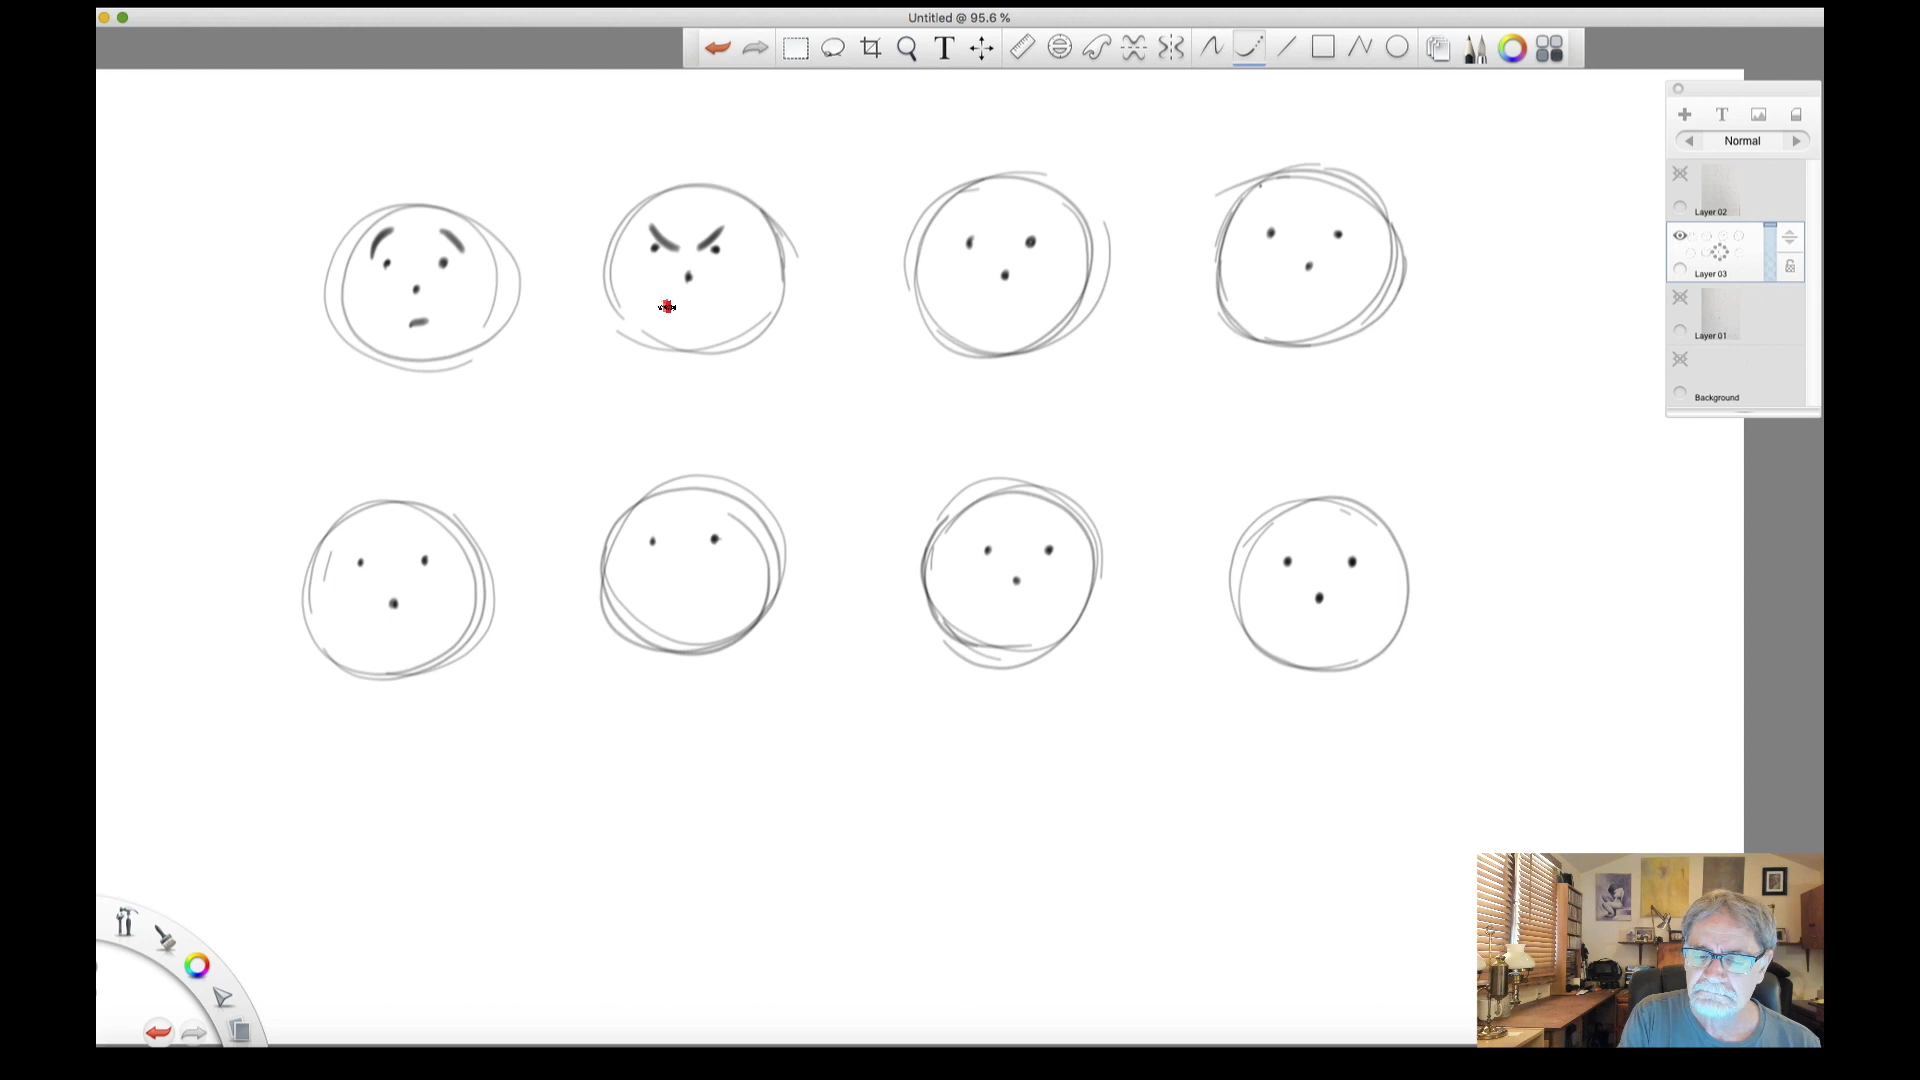 Untitled @ 95.6 %
T
T
Normal
Layer 02
Layer 03
Layer 01
Background